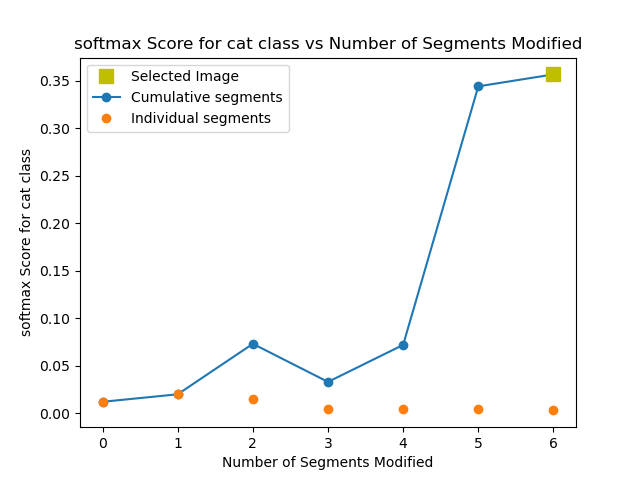 softmax Score for cat class vs Number of Segments Modified
Selected Image
Cumulative segments
Individual segments
softmax Score for cat class
0.35
0.30
0.25
0.20
0.15
0.10
0.05
0.00
0 1 2 3 4 5 6
Number of Segments Modified